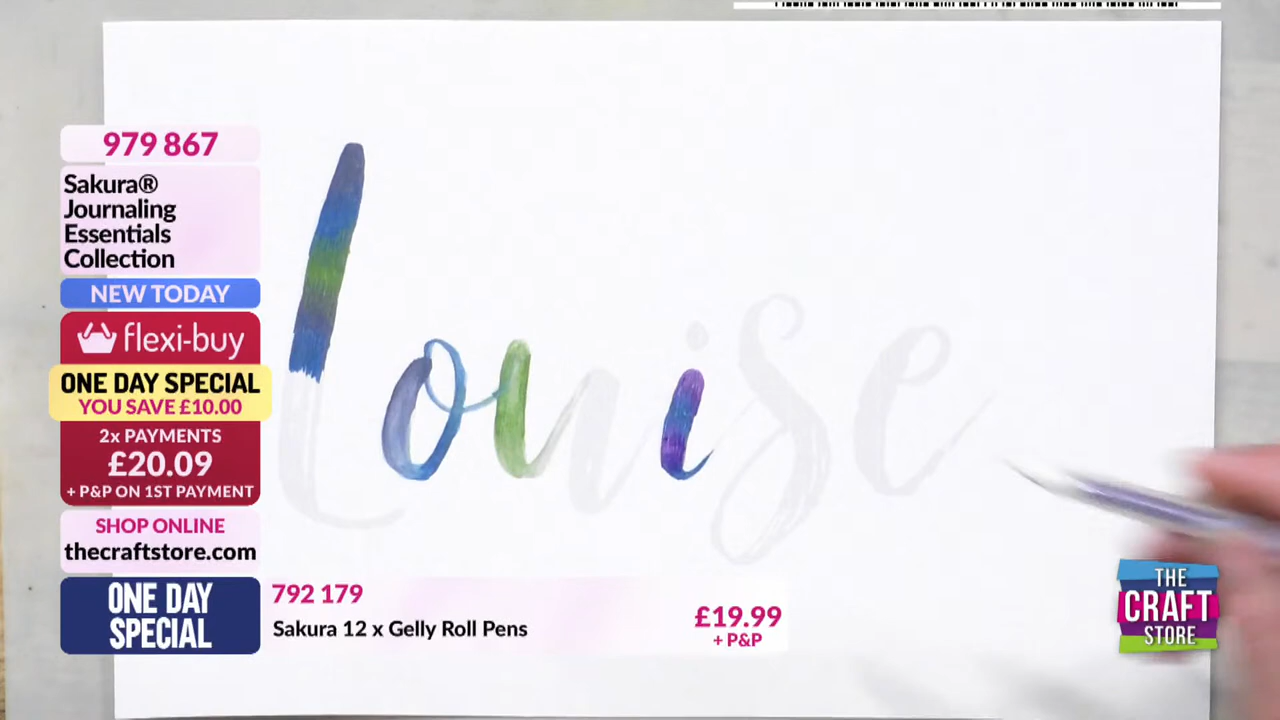 979 867
Sakura®
Journaling
Essentials
Collection
NEW TODAY
flexi-buy
ONE DAY SPECIAL
YOU SAVE £10.00
2x PAYMENTS
£20.09
+ P&P ON 1ST PAYMENT
SHOP ONLINE
thecraftstore.com
ONE DAY
SPECIAL
Louise
792 179
Sakura 12 x Gelly Roll Pens
£19.99
+ P&P
THE
CRAFT
STORE